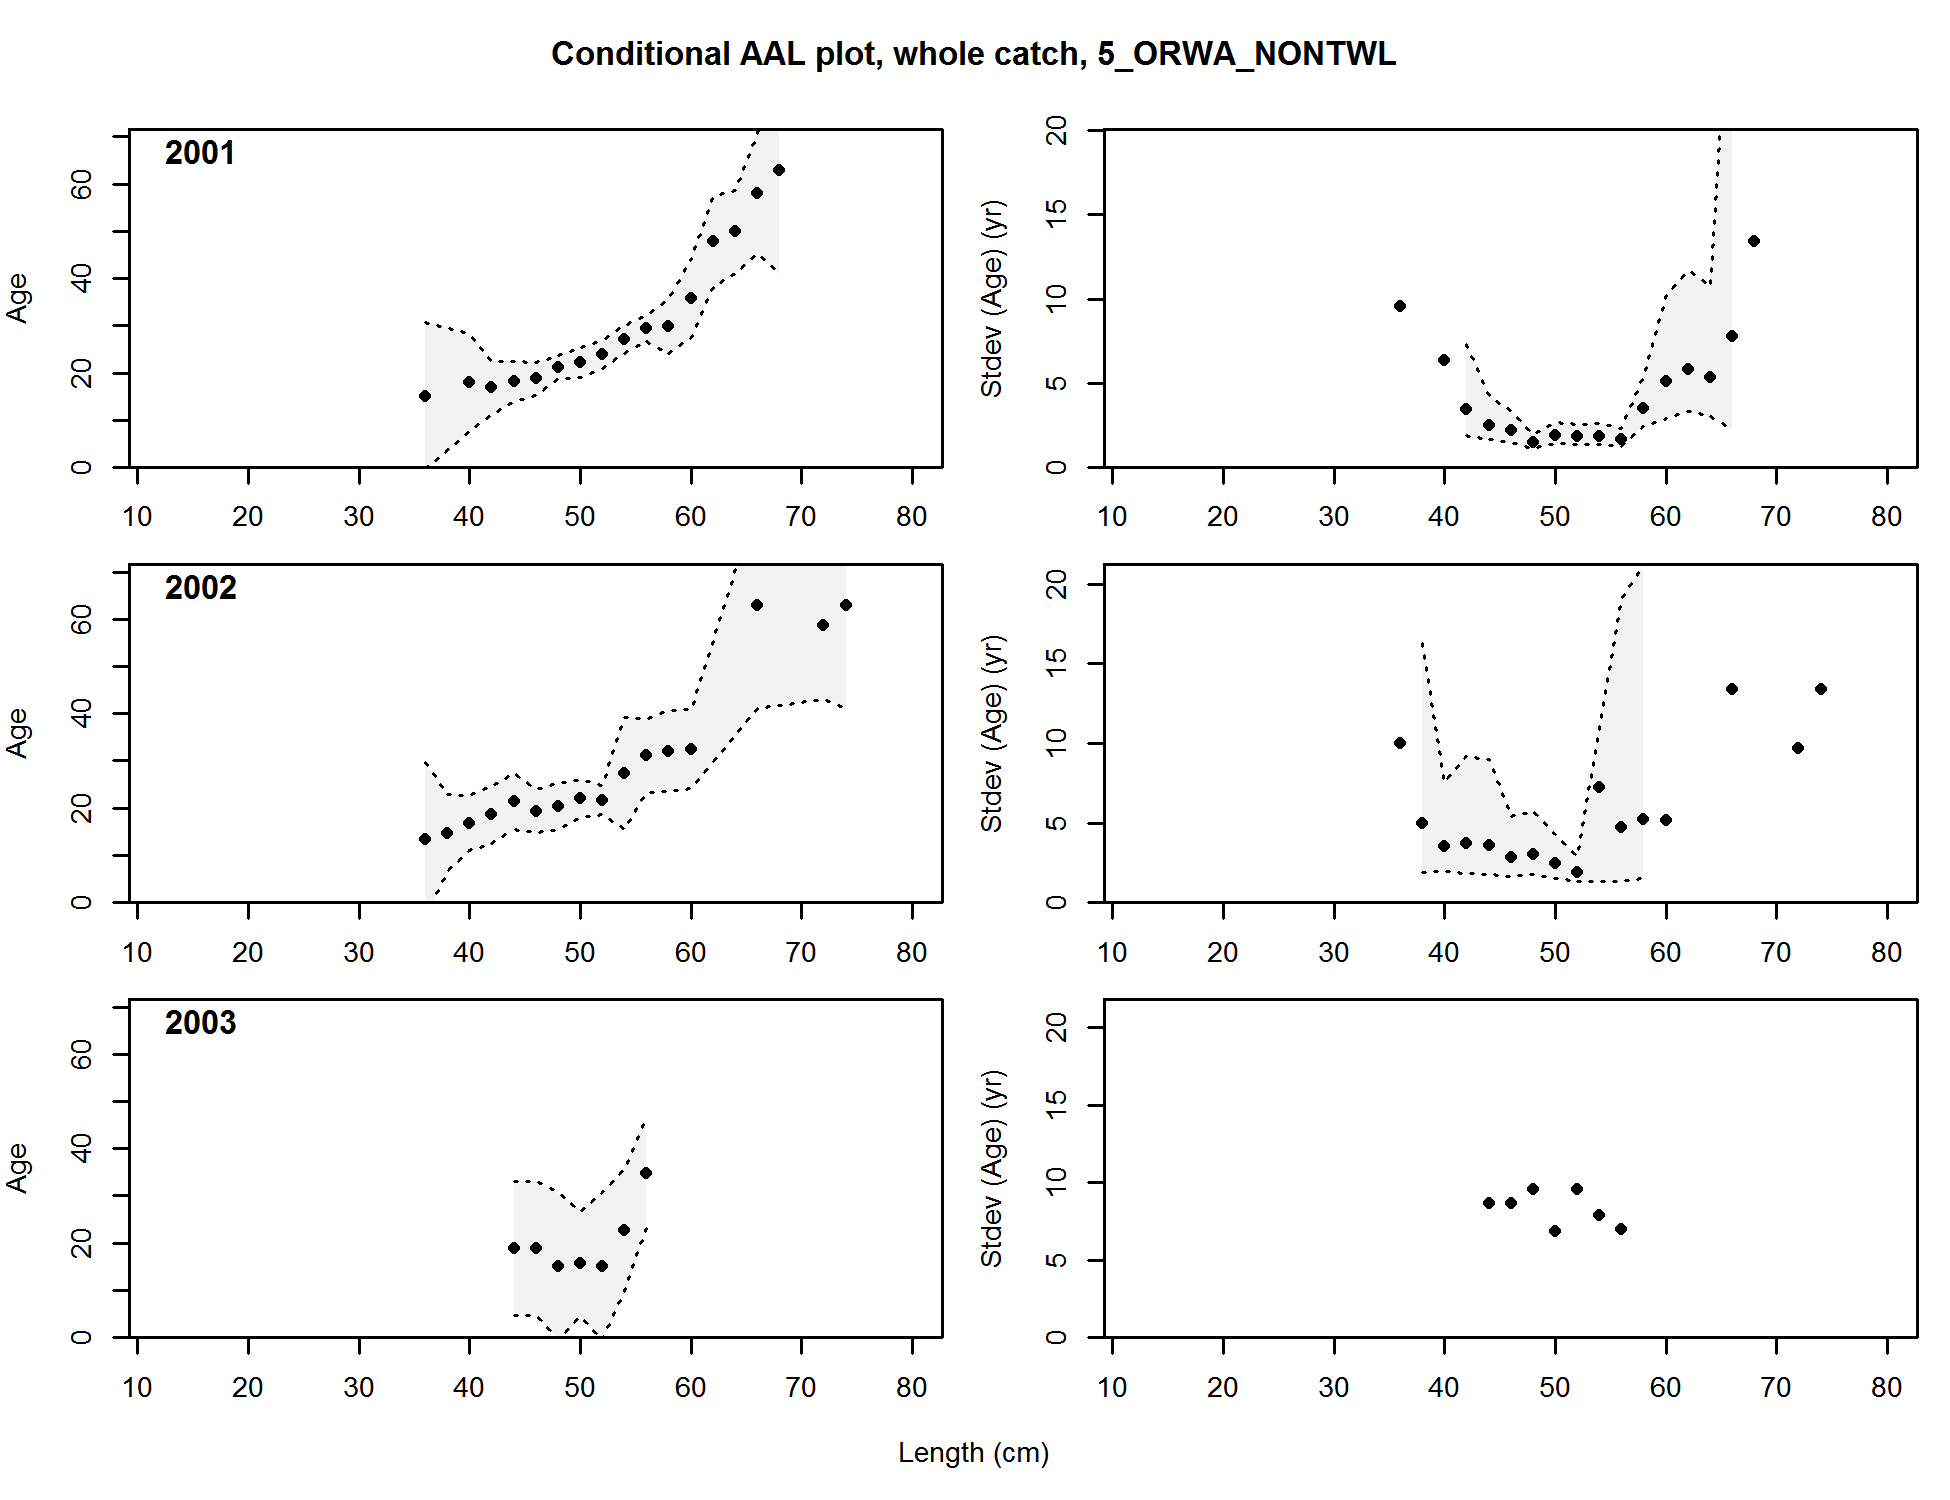 Conditional AAL plot, whole catch, 5_ORWA_NONTWL
2001
Age
0 20 40 60
10 20 30 40 50 60 70 80
Stdev (Age) (yr)
0 5 10 15 20
10 20 30 40 50 60 70 80
2002
Age
0 20 40 60
10 20 30 40 50 60 70 80
Stdev (Age) (yr)
0 5 10 15 20
10 20 30 40 50 60 70 80
2003
Age
0 20 40 60
10 20 30 40 50 60 70 80
Stdev (Age) (yr)
0 5 10 15 20
10 20 30 40 50 60 70 80
Length (cm)